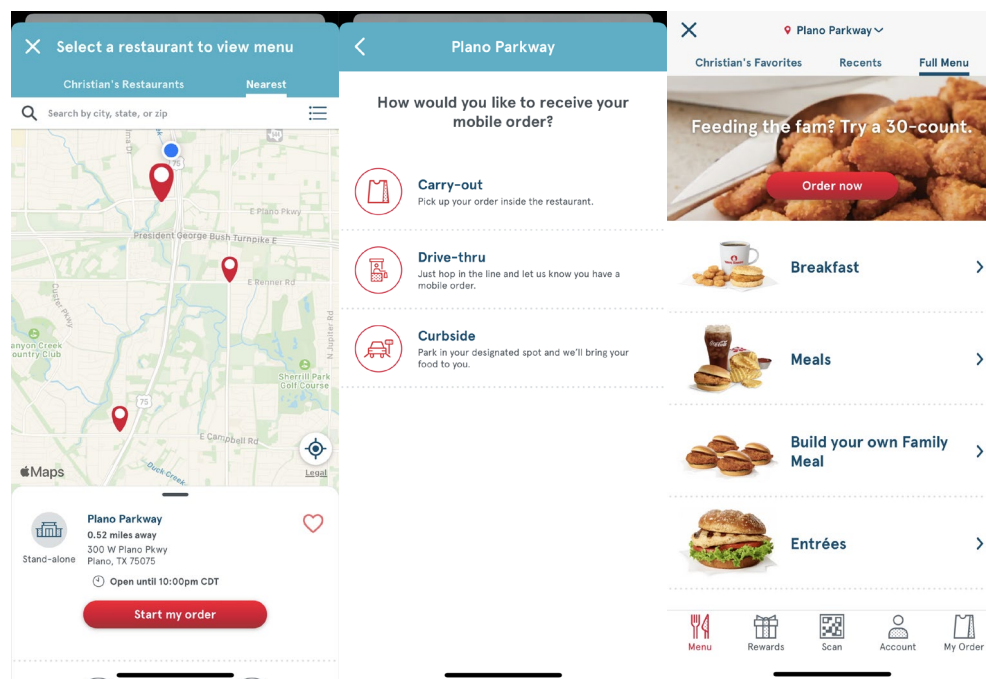 Select a restaurant to view menu
Christian's Restaurants
Nearest
Search by city, state, or zip
75
E Plano Pkwy
President George Bush Turnpike E
E Renner Rd
Custer Pkwy
N Jupiter Rd
anyon Creek
ountry Club
Sherrill Park
Golf Course
75
E Campbell Rd
Duck Creek
Maps
Legal
Stand-alone
Plano Parkway
0.52 miles away
300 W Plano Pkwy
Plano, TX 75075
Open until 10:00pm CDT
Start my order
Plano Parkway
How would you like to receive your
mobile order?
Carry-out
Pick up your order inside the restaurant.
Drive-thru
Just hop in the line and let us know you have a
mobile order.
Curbside
Park in your designated spot and we'll bring your
food to you.
Plano Parkway
Christian's Favorites
Recents
Full Menu
Feeding the fam? Try a 30-count.
Order now
Breakfast
Meals
Build your own Family
Meal
Entrées
Menu
Rewards
Scan
Account
My Order